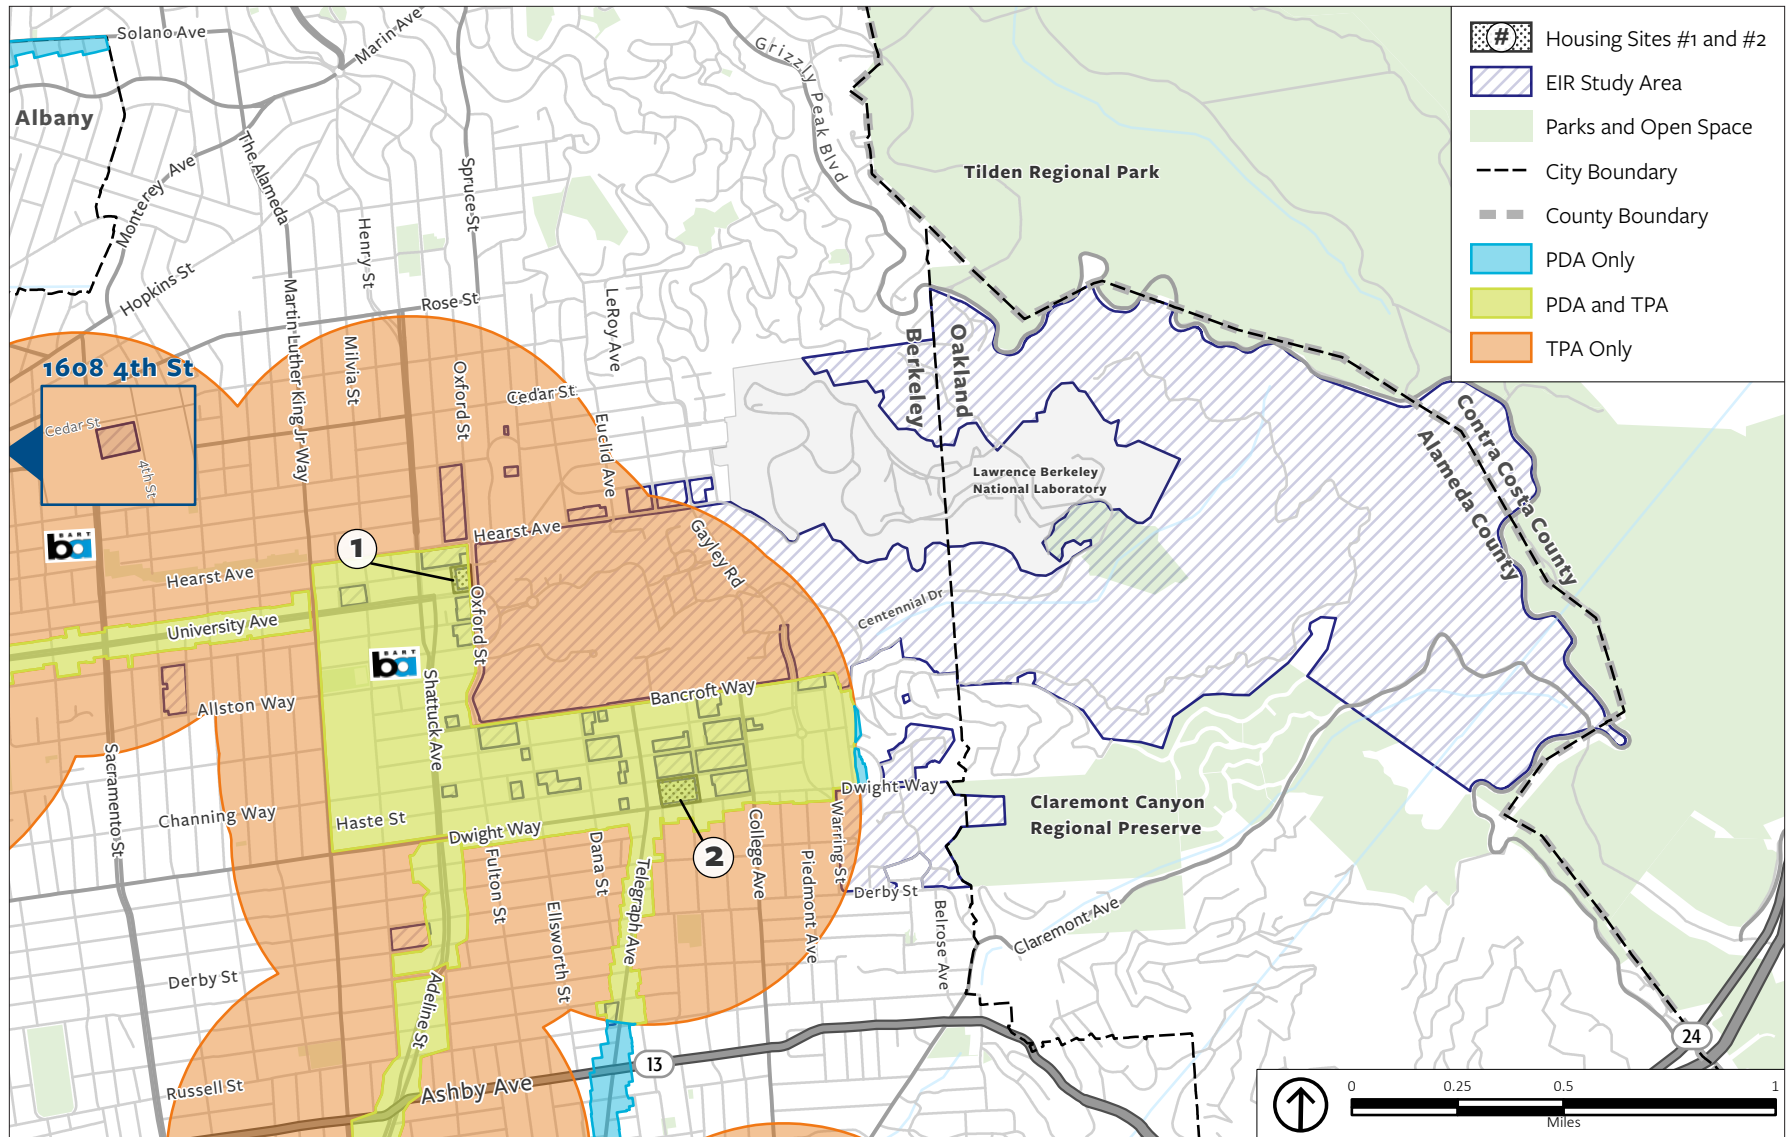 Solano Ave
Marin Ave
Albany
Monterey Ave
The Alameda
Spruce St
Grizzly Peak Blvd
Tilden Regional Park
Hopkins St
Henry St
Rose St
LeRoy Ave
Martin Luther King Jr Way
Milvia St
Oxford St
Cedar St
Euclid Ave
1608 4th St
Cedar St
4th St
Berkeley
Oakland
Lawrence Berkeley
National Laboratory
Contra Costa County
Alameda County
BART
ba
1
Hearst Ave
Hearst Ave
Gayley Rd
Centennial Dr
University Ave
Oxford St
BART
ba
Shattuck Ave
Bancroft Way
Allston Way
Sacramento St
Channing Way
Haste St
Dwight Way
Dwight Way
Claremont Canyon
Regional Preserve
2
Fulton St
Dana St
Telegraph Ave
College Ave
Piedmont Ave
Warring St
Derby St
Belrose Ave
Claremont Ave
Ellsworth St
Derby St
Adeline St
Russell St
Ashby Ave
13
24
#
Housing Sites #1 and #2
EIR Study Area
Parks and Open Space
City Boundary
County Boundary
PDA Only
PDA and TPA
TPA Only
0 0.25 0.5 1
Miles